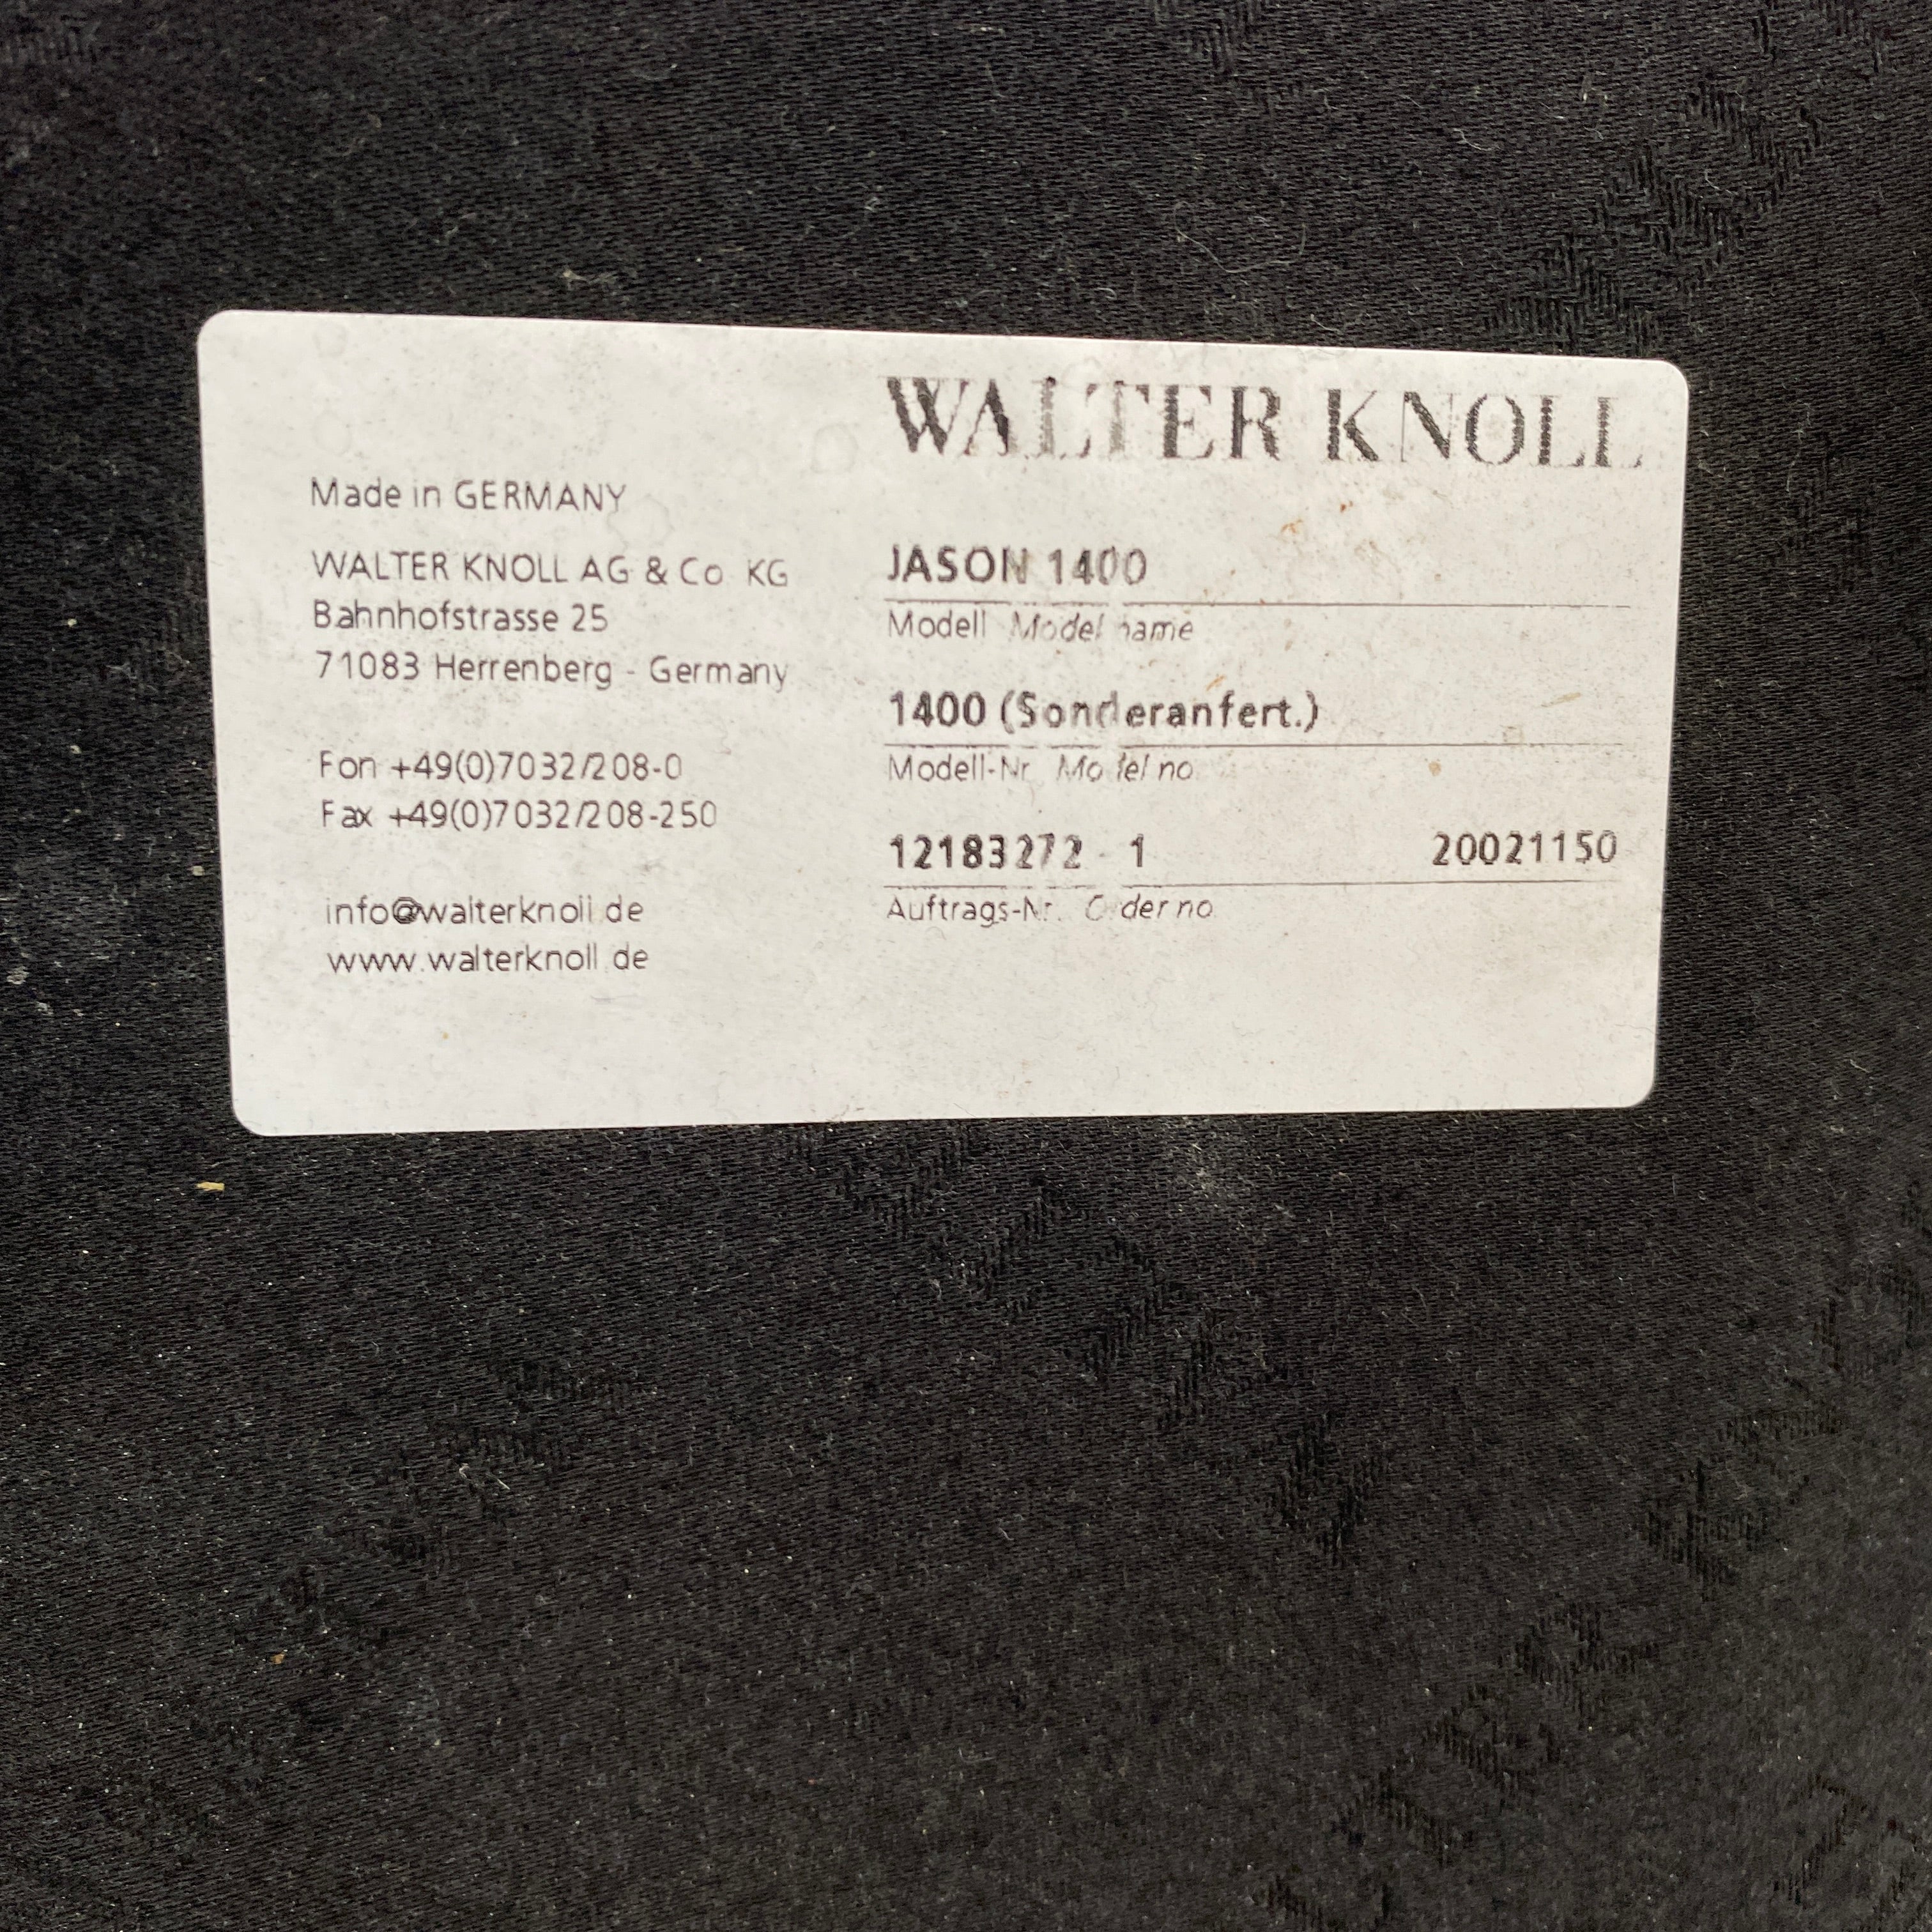 WALTER KNOLL
Made in GERMANY
WALTER KNOLL AG & Co KG
Bahnhofstrasse 25
71083 Herrenberg - Germany
Fon +49(0)7032/208-0
Fax +49(0)7032/208-250
info@walterknoll.de
www.walterknoll.de
JASON 1400
Modell Model name
1400 (Sonderanfert.)
Modell-Nr. Model no.
12183272 - 1 20021150
Auftrags-Nr. Order no.